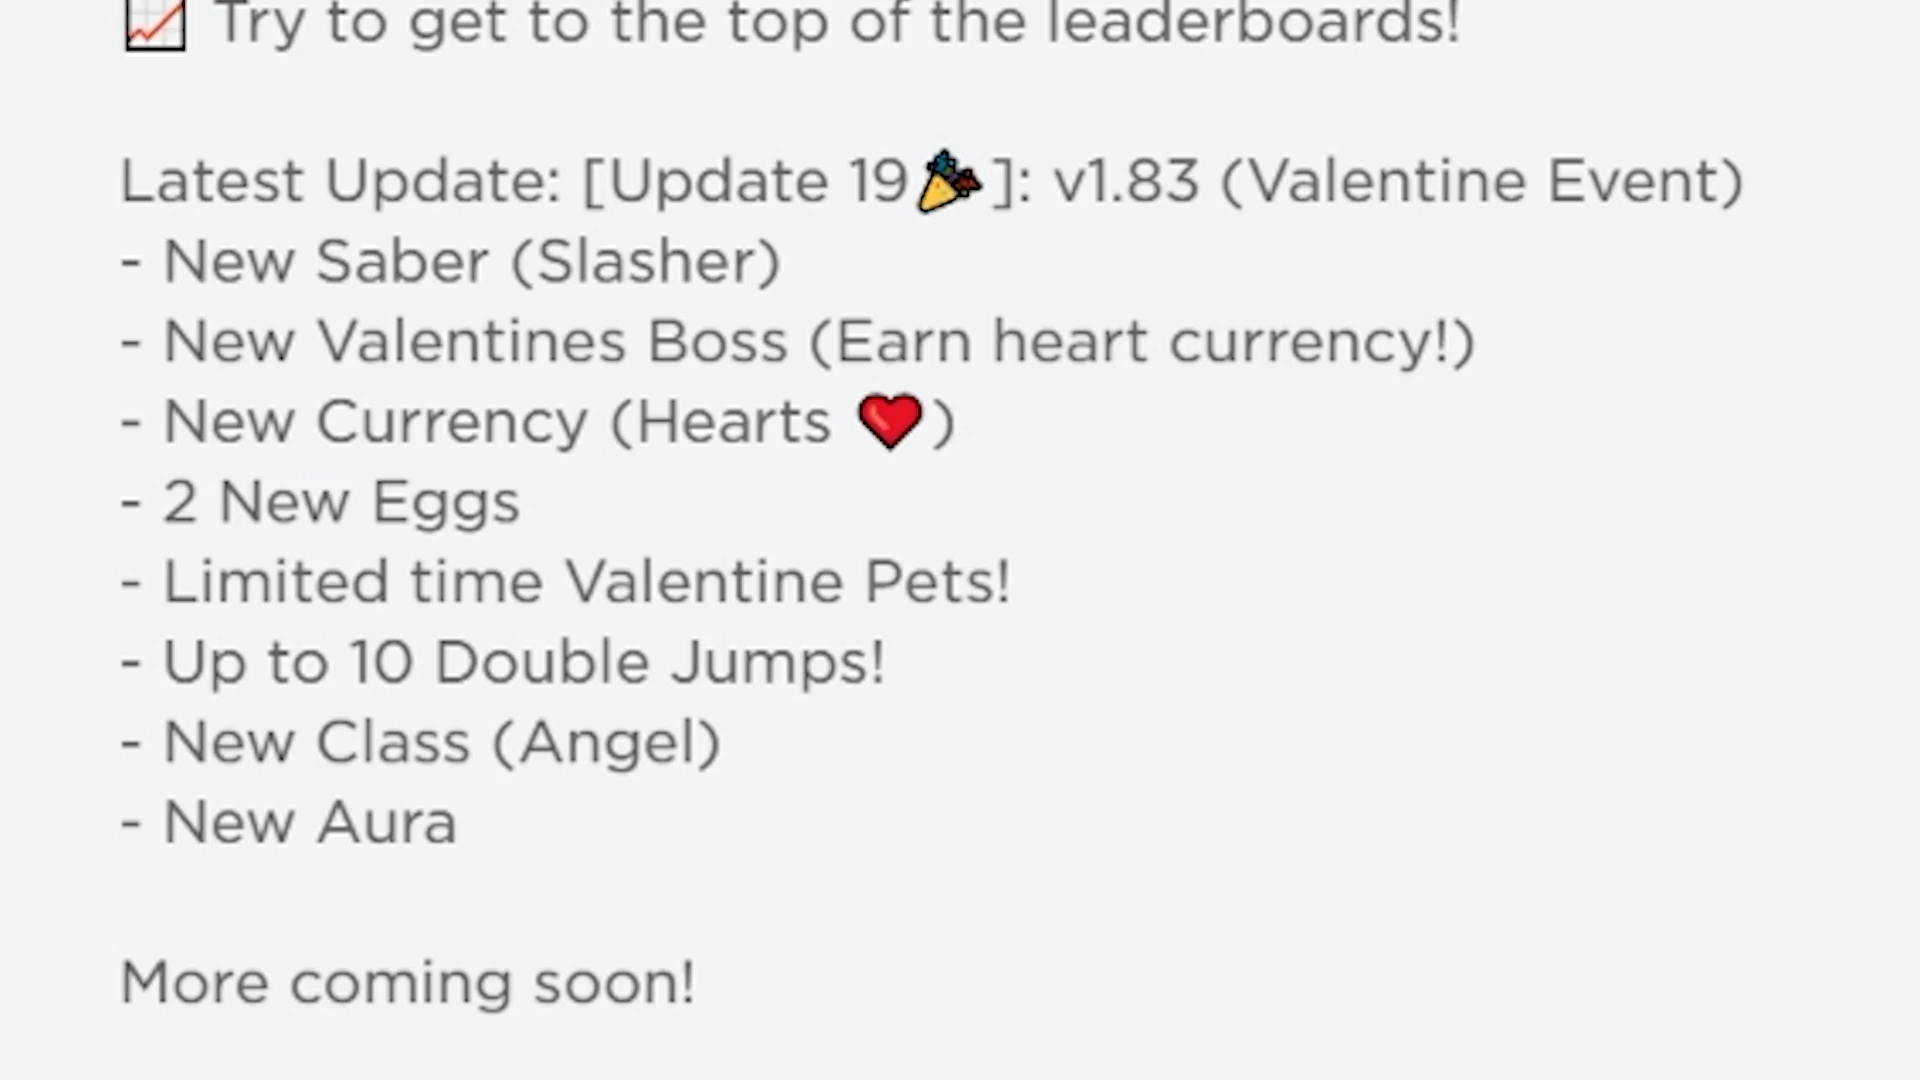 📈 Try to get to the top of the leaderboards!
Latest Update: [Update 19🎉]: v1.83 (Valentine Event)
- New Saber (Slasher)
- New Valentines Boss (Earn heart currency!)
- New Currency (Hearts ❤️)
- 2 New Eggs
- Limited time Valentine Pets!
- Up to 10 Double Jumps!
- New Class (Angel)
- New Aura
More coming soon!